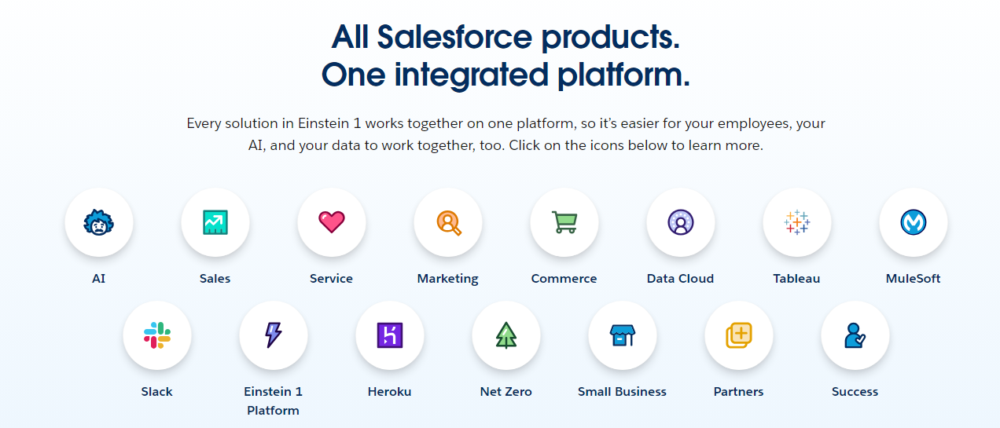 All Salesforce products.
One integrated platform.
Every solution in Einstein 1 works together on one platform, so it’s easier for your employees, your
AI, and your data to work together, too. Click on the icons below to learn more.
AI
Sales
Service
Marketing
Commerce
Data Cloud
Tableau
MuleSoft
Slack
Einstein 1
Platform
Heroku
Net Zero
Small Business
Partners
Success